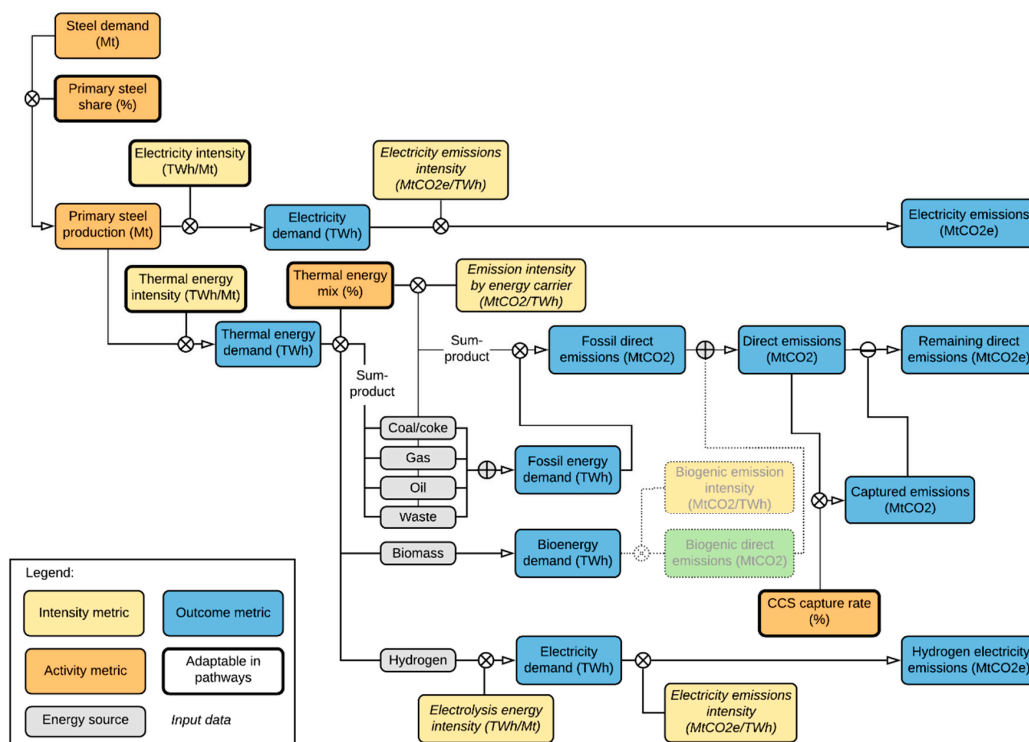 Steel demand
(Mt)
Primary steel
share (%)
Electricity intensity
(TWh/Mt)
Electricity emissions
intensity
(MtCO2e/TWh)
Primary steel
production (Mt)
Electricity
demand (TWh)
Electricity emissions
(MtCO2e)
Thermal energy
intensity (TWh/Mt)
Thermal energy
mix (%)
Emission intensity
by energy carrier
(MtCO2/TWh)
Thermal energy
demand (TWh)
Sum-
product
Sum-
product
Fossil direct
emissions (MtCO2)
Direct emissions
(MtCO2)
Remaining direct
emissions (MtCO2e)
Coal/coke
Gas
Oil
Waste
Fossil energy
demand (TWh)
Biogenic emission
intensity
(MtCO2/TWh)
Captured emissions
(MtCO2)
Biomass
Bioenergy
demand (TWh)
Biogenic direct
emissions (MtCO2)
CCS capture rate
(%)
Hydrogen
Electricity
demand (TWh)
Hydrogen electricity
emissions (MtCO2e)
Electrolysis energy
intensity (TWh/Mt)
Electricity emissions
intensity
(MtCO2e/TWh)
Legend:
Intensity metric
Outcome metric
Activity metric
Adaptable in
pathways
Energy source
Input data